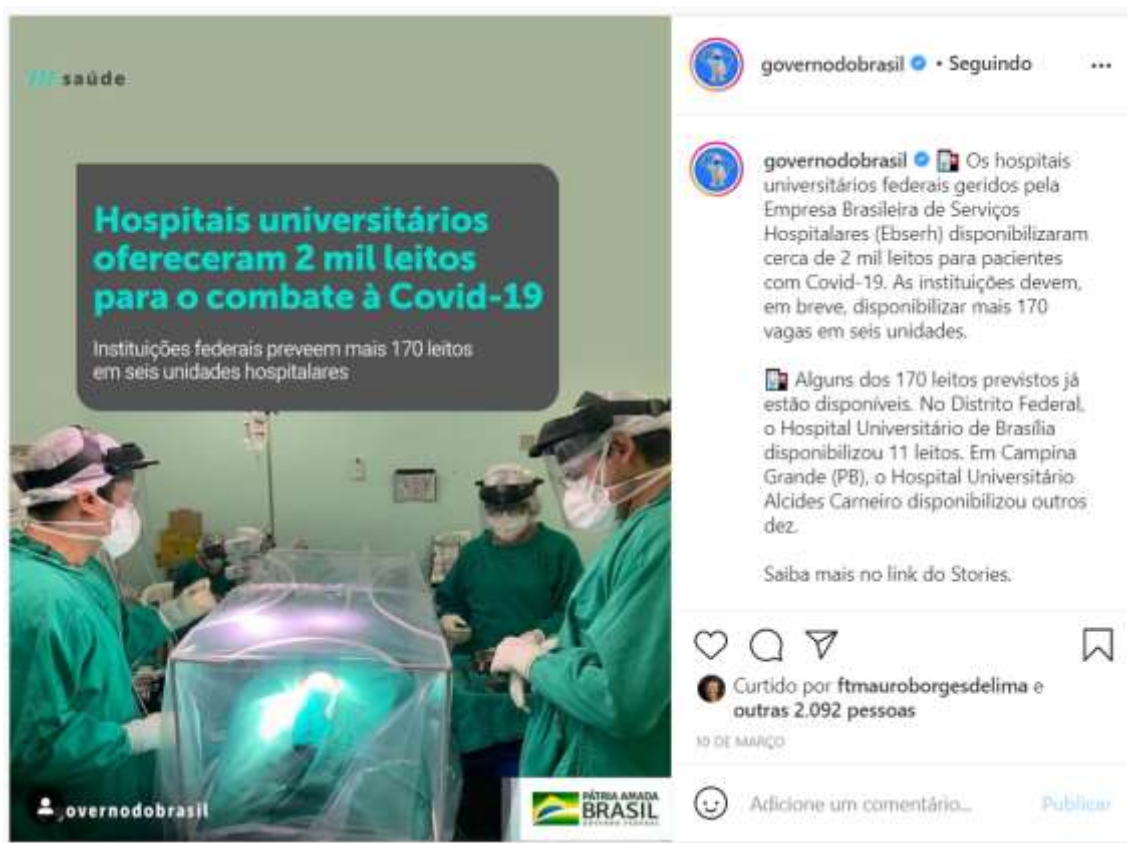 saúde
Hospitais universitários
ofereceram 2 mil leitos
para o combate à Covid-19
Instituições federais preveem mais 170 leitos
em seis unidades hospitalares
overnodobrasil
PÁTRIA AMADA
BRASIL
GOVERNO FEDERAL
governodobrasil • Seguindo
governodobrasil Os hospitais
universitários federais geridos pela
Empresa Brasileira de Serviços
Hospitalares (Ebserh) disponibilizaram
cerca de 2 mil leitos para pacientes
com Covid-19. As instituições devem,
em breve, disponibilizar mais 170
vagas em seis unidades.
Alguns dos 170 leitos previstos já
estão disponíveis. No Distrito Federal,
o Hospital Universitário de Brasília
disponibilizou 11 leitos. Em Campina
Grande (PB), o Hospital Universitário
Alcides Carneiro disponibilizou outros
dez.
Saiba mais no link do Stories.
Curtido por ftmauroborgesdelima e
outras 2.092 pessoas
10 DE MARÇO
Adicione um comentário... Publicar